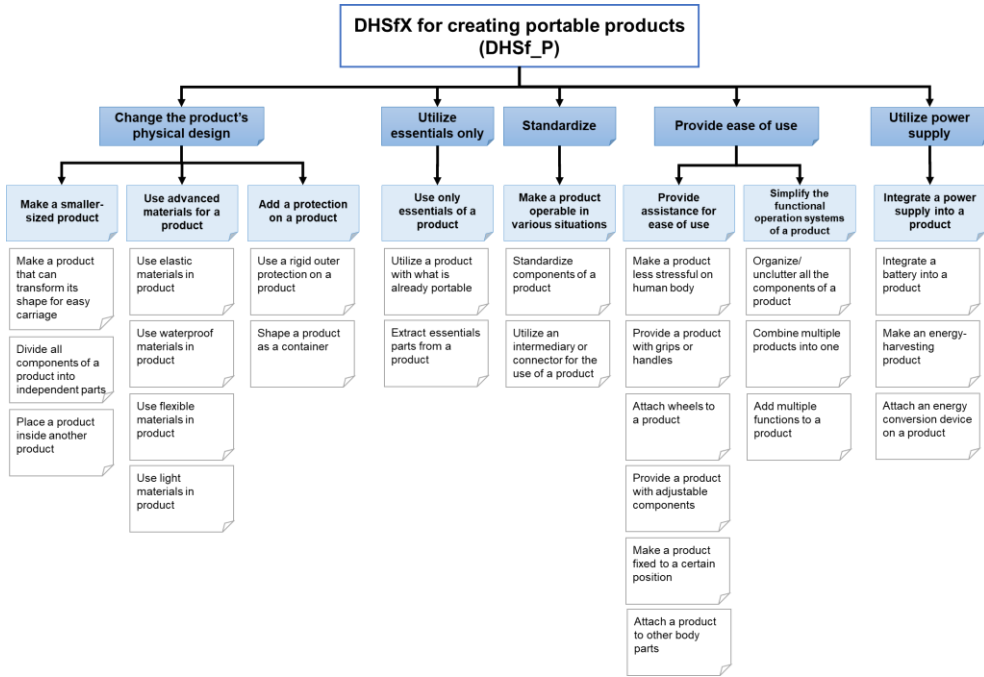 DHSfX for creating portable products
(DHSf_P)
Change the product's
physical design
Utilize
essentials only
Standardize
Provide ease of use
Utilize power
supply
Make a smaller-
sized product
Use advanced
materials for a
product
Add a protection
on a product
Use only
essentials of a
product
Make a product
operable in
various situations
Provide
assistance for
ease of use
Simplify the
functional
operation systems
of a product
Integrate a power
supply into a
product
Make a product
that can
transform its
shape for easy
carriage
Divide all
components of a
product into
independent parts
Place a product
inside another
product
Use elastic
materials in
product
Use waterproof
materials in
product
Use flexible
materials in
product
Use light
materials in
product
Use a rigid outer
protection on a
product
Shape a product
as a container
Utilize a product
with what is
already portable
Extract essentials
parts from a
product
Standardize
components of a
product
Utilize an
intermediary or
connector for the
use of a product
Make a product
less stressful on
human body
Provide a product
with grips or
handles
Attach wheels to
a product
Provide a product
with adjustable
components
Make a product
fixed to a certain
position
Attach a product
to other body
parts
Organize/
unclutter all the
components of a
product
Combine multiple
products into one
Add multiple
functions to a
product
Integrate a
battery into a
product
Make an energy-
harvesting
product
Attach an energy
conversion device
on a product